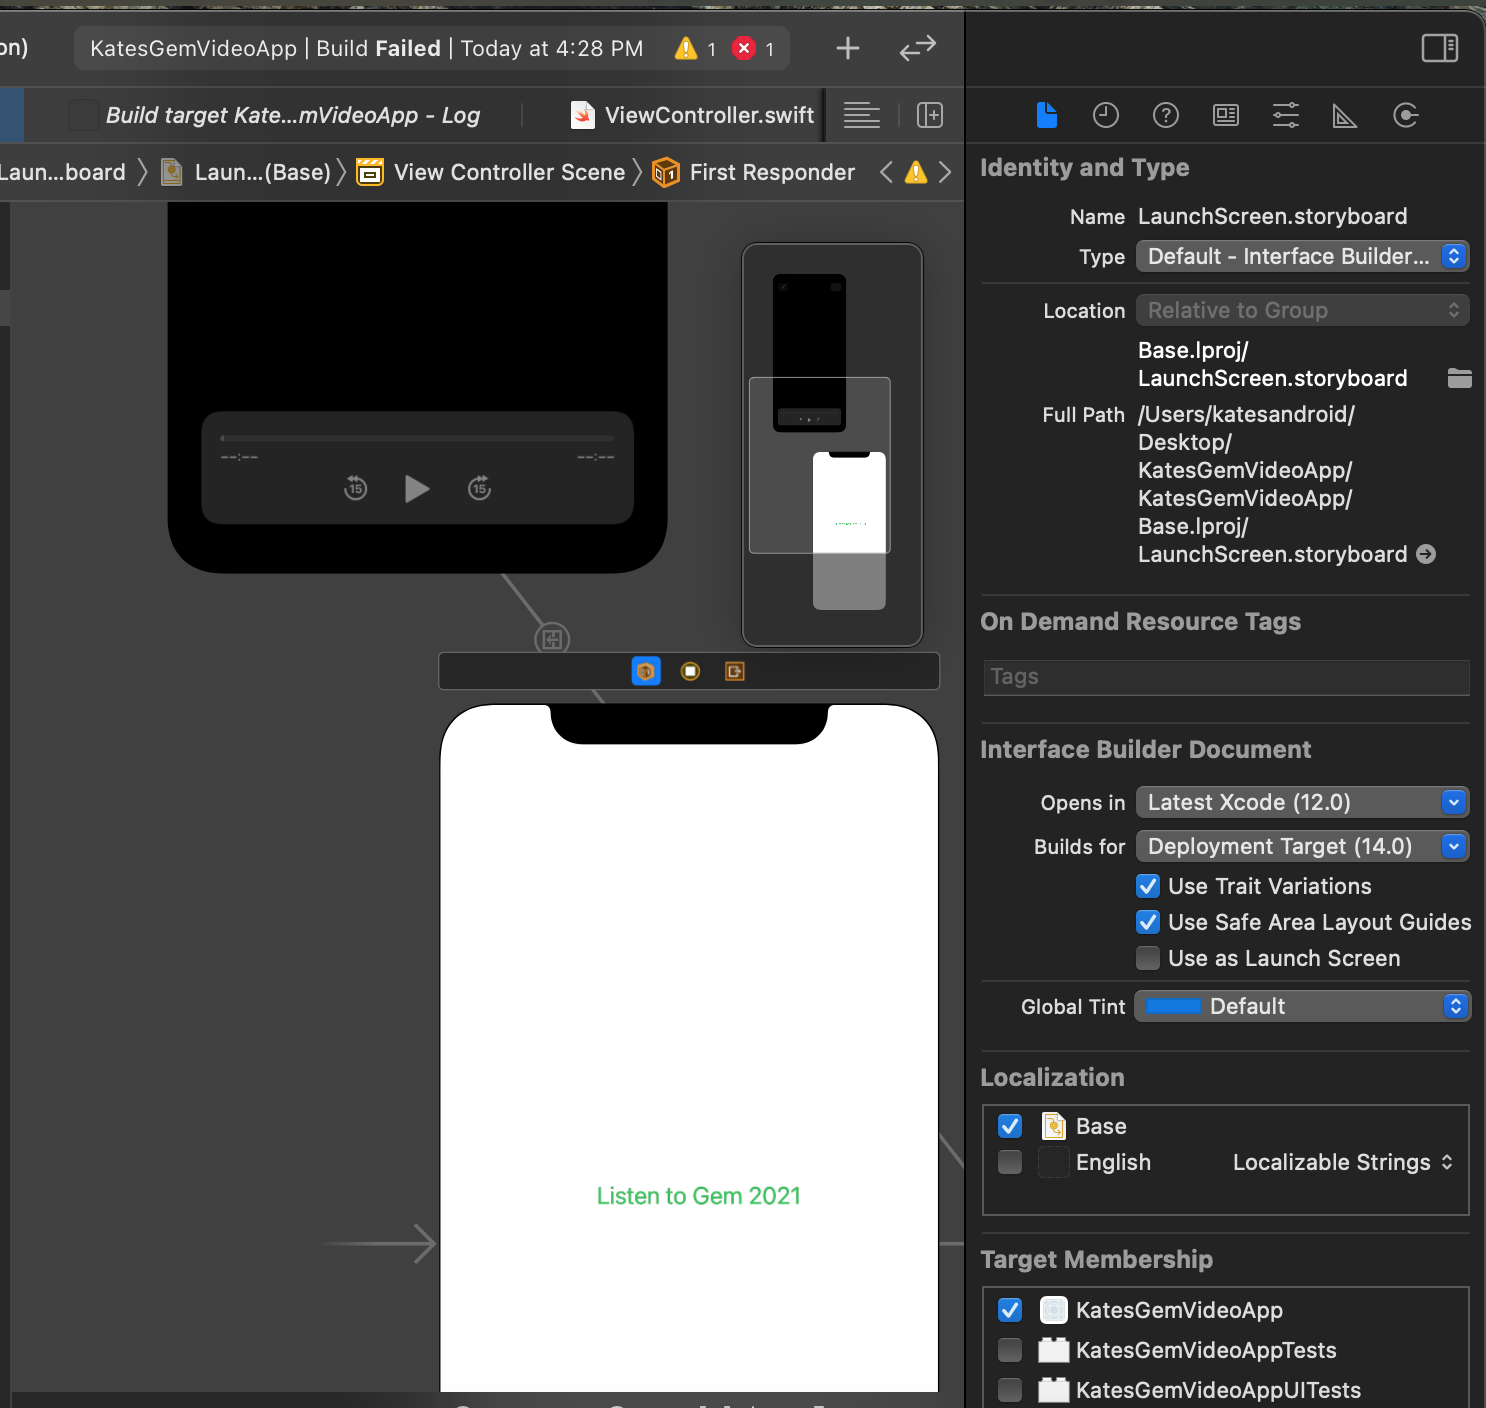 on)
KatesGemVideoApp | Build Failed | Today at 4:28 PM 1 1
Build target Kate...mVideoApp - Log
ViewController.swift
Laun...board
Laun...(Base)
View Controller Scene
First Responder
--:--
--:--
15
15
Listen to Gem 2021
Identity and Type
Name LaunchScreen.storyboard
Type Default - Interface Builder...
Location Relative to Group
Base.lproj/
LaunchScreen.storyboard
Full Path /Users/katesandroid/
Desktop/
KatesGemVideoApp/
KatesGemVideoApp/
Base.lproj/
LaunchScreen.storyboard
On Demand Resource Tags
Tags
Interface Builder Document
Opens in Latest Xcode (12.0)
Builds for Deployment Target (14.0)
Use Trait Variations
Use Safe Area Layout Guides
Use as Launch Screen
Global Tint Default
Localization
Base
English Localizable Strings
Target Membership
KatesGemVideoApp
KatesGemVideoAppTests
KatesGemVideoAppUITests